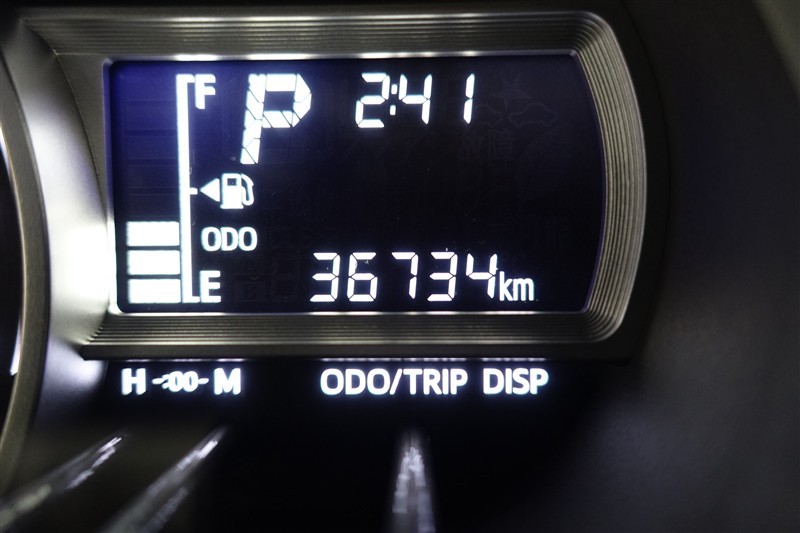 F P 2:41
ODO
E 36734km
H -:00- M ODO/TRIP DISP